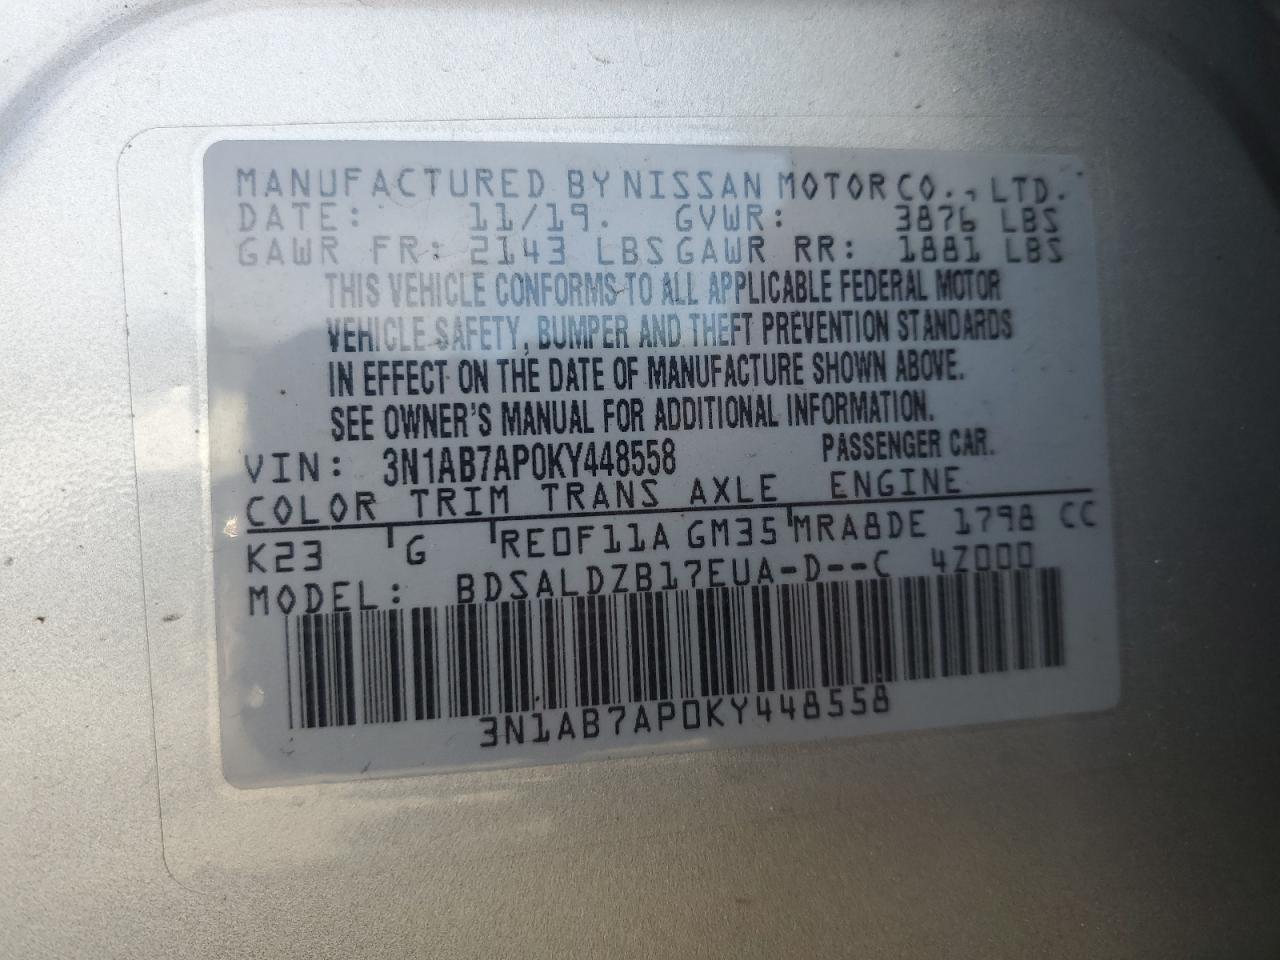 MANUFACTURED BY NISSAN MOTOR CO., LTD.
DATE: 11/19. GVWR: 3876 LBS
GAWR FR: 2143 LBS GAWR RR: 1881 LBS
THIS VEHICLE CONFORMS TO ALL APPLICABLE FEDERAL MOTOR
VEHICLE SAFETY, BUMPER AND THEFT PREVENTION STANDARDS
IN EFFECT ON THE DATE OF MANUFACTURE SHOWN ABOVE.
SEE OWNER'S MANUAL FOR ADDITIONAL INFORMATION.
VIN: 3N1AB7AP0KY448558 PASSENGER CAR.
COLOR TRIM TRANS AXLE ENGINE
K23 G RE0F11A GM35 MRA8DE 1798 CC
MODEL: BDSALDZB17EUA-D--C 4Z000
3N1AB7AP0KY448558